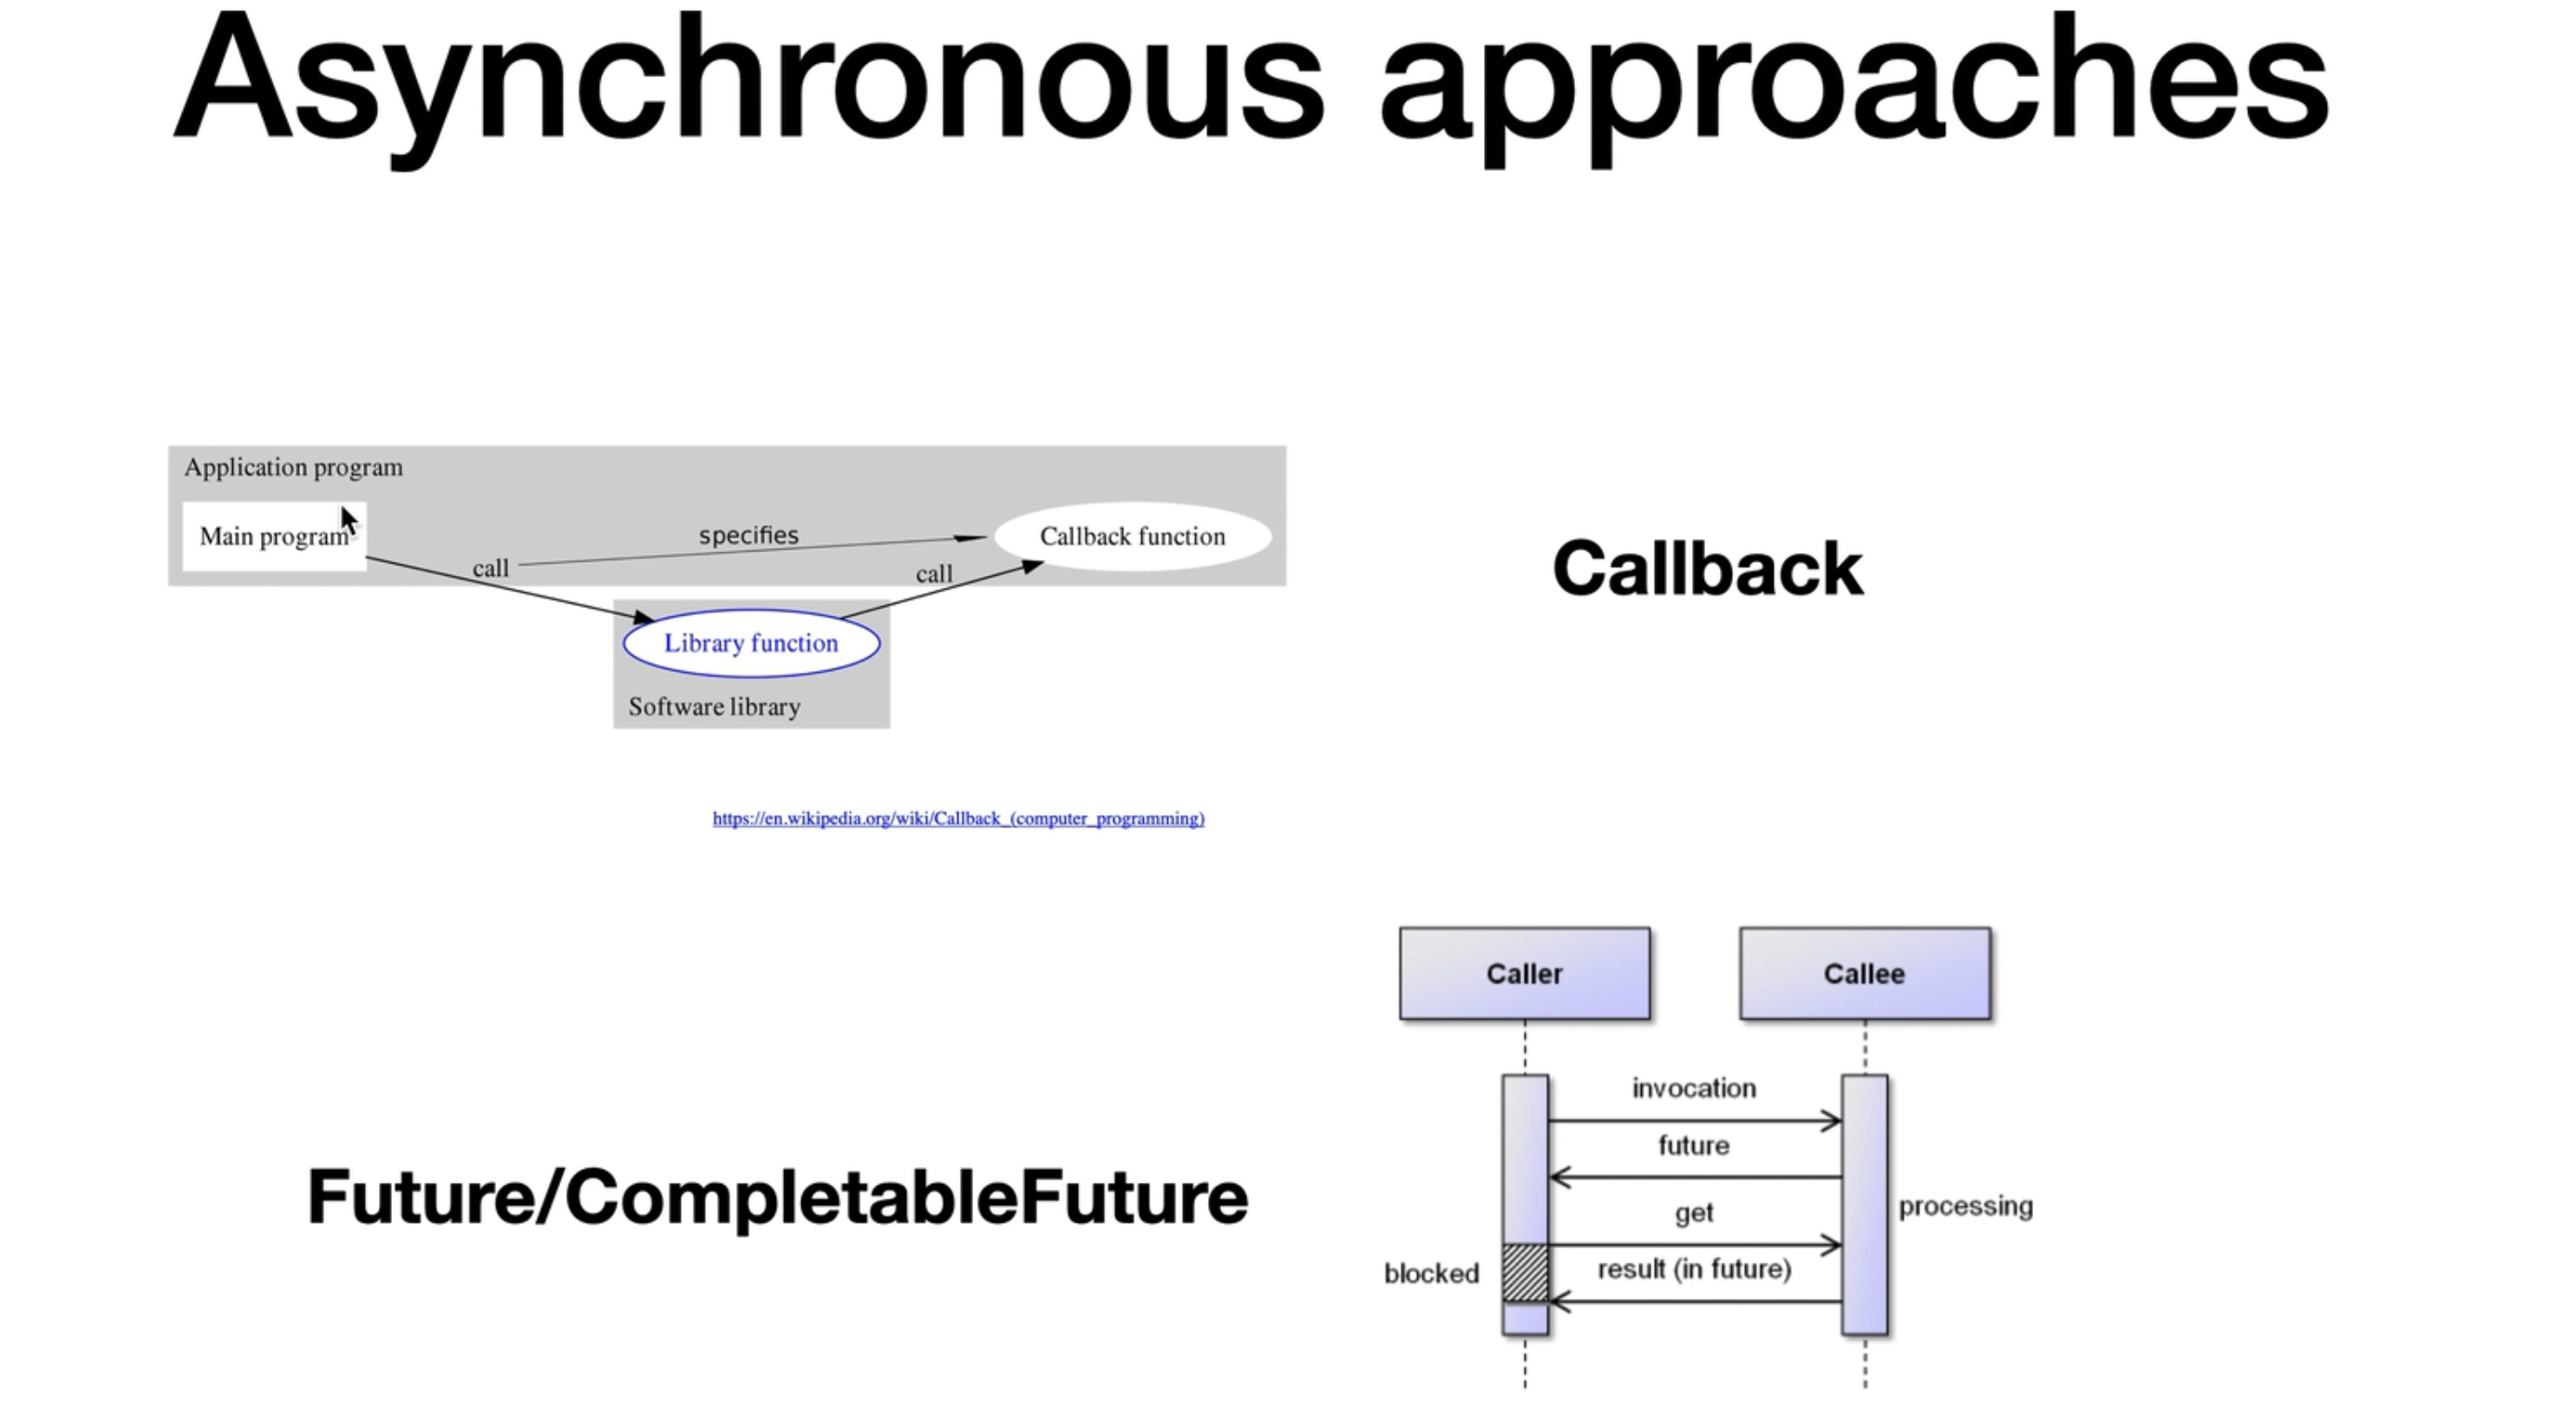 Asynchronous approaches
Application program
Main program
specifies
Callback function
call
call
Library function
Software library
Callback
https://en.wikipedia.org/wiki/Callback_(computer_programming)
Caller
Callee
invocation
future
Future/CompletableFuture
get
processing
blocked
result (in future)